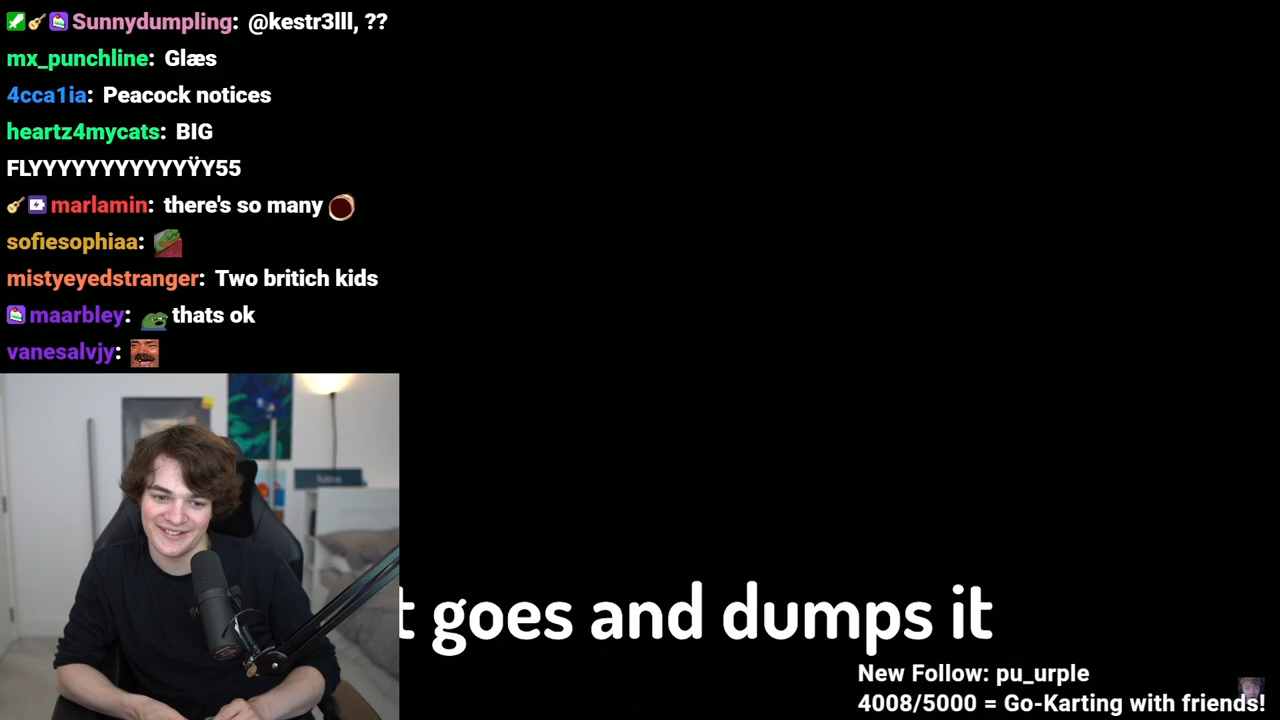 Sunnydumpling: @kestr3lll, ??
mx_punchline: Glæs
4cca1ia: Peacock notices
heartz4mycats: BIG
FLYYYYYYYYYYYŸY55
marlamin: there's so many
sofiesophiaa:
mistyeyedstranger: Two britich kids
maarbley: thats ok
vanesalvjy:
t goes and dumps it
New Follow: pu_urple
4008/5000 = Go-Karting with friends!